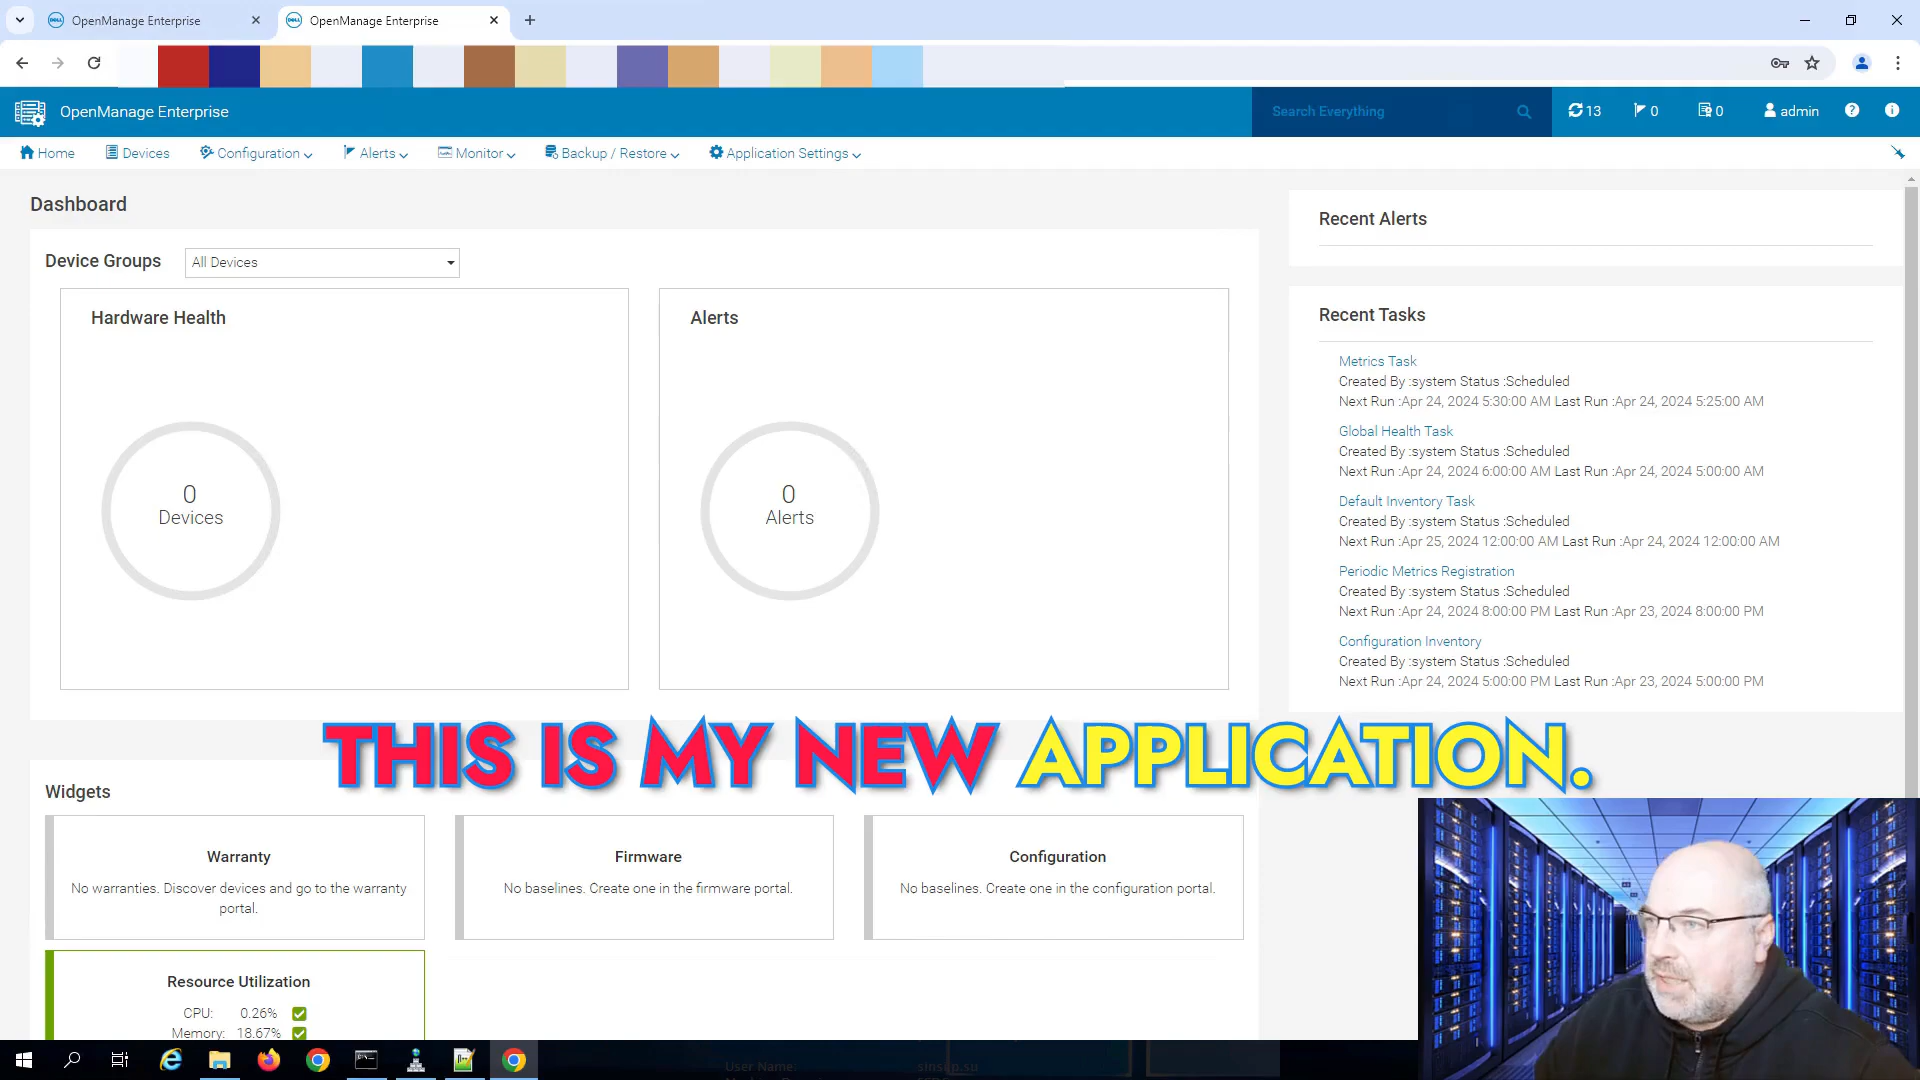 OpenManage Enterprise
OpenManage Enterprise
OpenManage Enterprise
Search Everything
13
0
0
admin
Home
Devices
Configuration
Alerts
Monitor
Backup / Restore
Application Settings
Dashboard
Device Groups
All Devices
Hardware Health
0
Devices
Alerts
0
Alerts
Recent Alerts
Recent Tasks
Metrics Task
Created By :system Status :Scheduled
Next Run :Apr 24, 2024 5:30:00 AM Last Run :Apr 24, 2024 5:25:00 AM
Global Health Task
Created By :system Status :Scheduled
Next Run :Apr 24, 2024 6:00:00 AM Last Run :Apr 24, 2024 5:00:00 AM
Default Inventory Task
Created By :system Status :Scheduled
Next Run :Apr 25, 2024 12:00:00 AM Last Run :Apr 24, 2024 12:00:00 AM
Periodic Metrics Registration
Created By :system Status :Scheduled
Next Run :Apr 24, 2024 8:00:00 PM Last Run :Apr 23, 2024 8:00:00 PM
Configuration Inventory
Created By :system Status :Scheduled
Next Run :Apr 24, 2024 5:00:00 PM Last Run :Apr 23, 2024 5:00:00 PM
THIS IS MY NEW APPLICATION.
Widgets
Warranty
No warranties. Discover devices and go to the warranty
portal.
Firmware
No baselines. Create one in the firmware portal.
Configuration
No baselines. Create one in the configuration portal.
Resource Utilization
CPU: 0.26%
Memory: 18.67%
User Name: